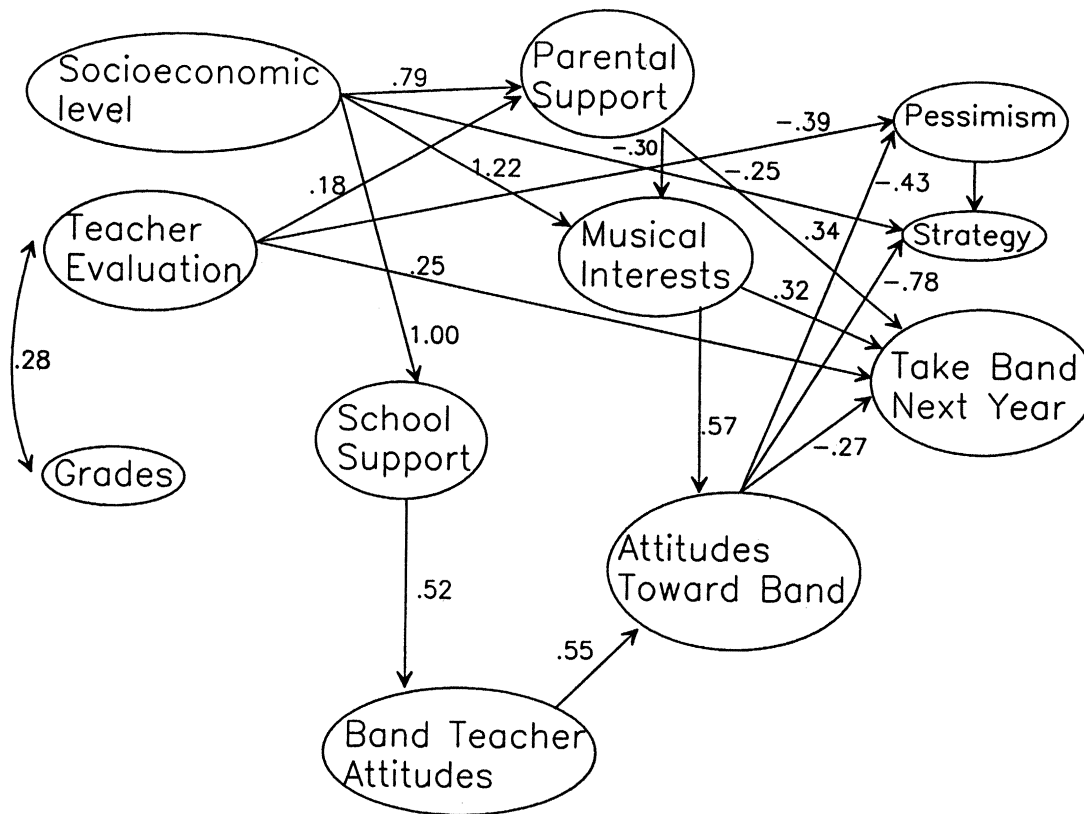 Socioeconomic
level
Parental
Support
Pessimism
.79
-.39
-.30
1.22
-.25
-.43
.18
Teacher
Evaluation
Musical
Interests
.34
Strategy
.25
.32
-.78
.28
1.00
Take Band
Next Year
School
Support
.57
-.27
Grades
Attitudes
Toward Band
.52
.55
Band Teacher
Attitudes